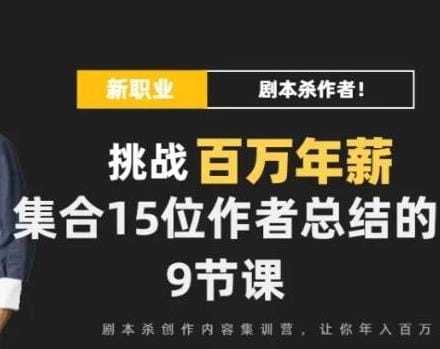 新职业 剧本杀作者!
挑战 百万年薪
集合15位作者总结的
9节课
剧本杀创作内容集训营,让你年入百万